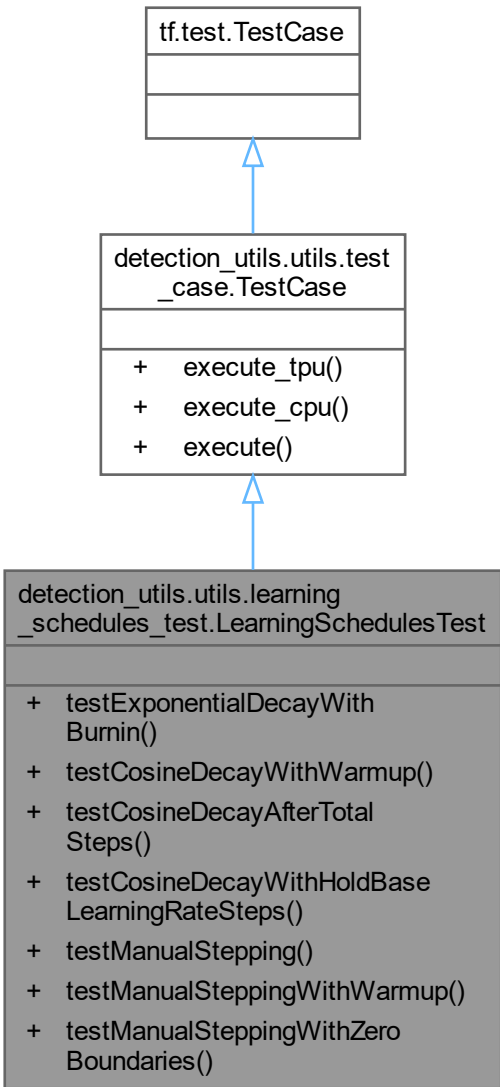 tf.test.TestCase
detection_utils.utils.test
_case.TestCase
+ execute_tpu()
+ execute_cpu()
+ execute()
detection_utils.utils.learning
_schedules_test.LearningSchedulesTest
+ testExponentialDecayWith
Burnin()
+ testCosineDecayWithWarmup()
+ testCosineDecayAfterTotal
Steps()
+ testCosineDecayWithHoldBase
LearningRateSteps()
+ testManualStepping()
+ testManualSteppingWithWarmup()
+ testManualSteppingWithZero
Boundaries()